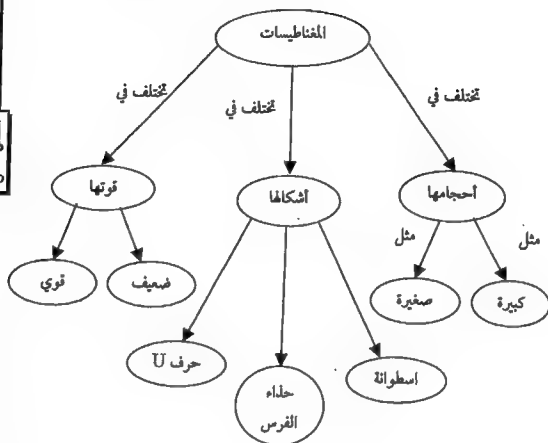 المغناطيسات
تختلف في
تختلف في
تختلف في
أحجامها
أشكالها
قوتها
مثل
مثل
كبيرة
صغيرة
ضعيف
قوي
اسطوانة
حذاء
الفرس
حرف U